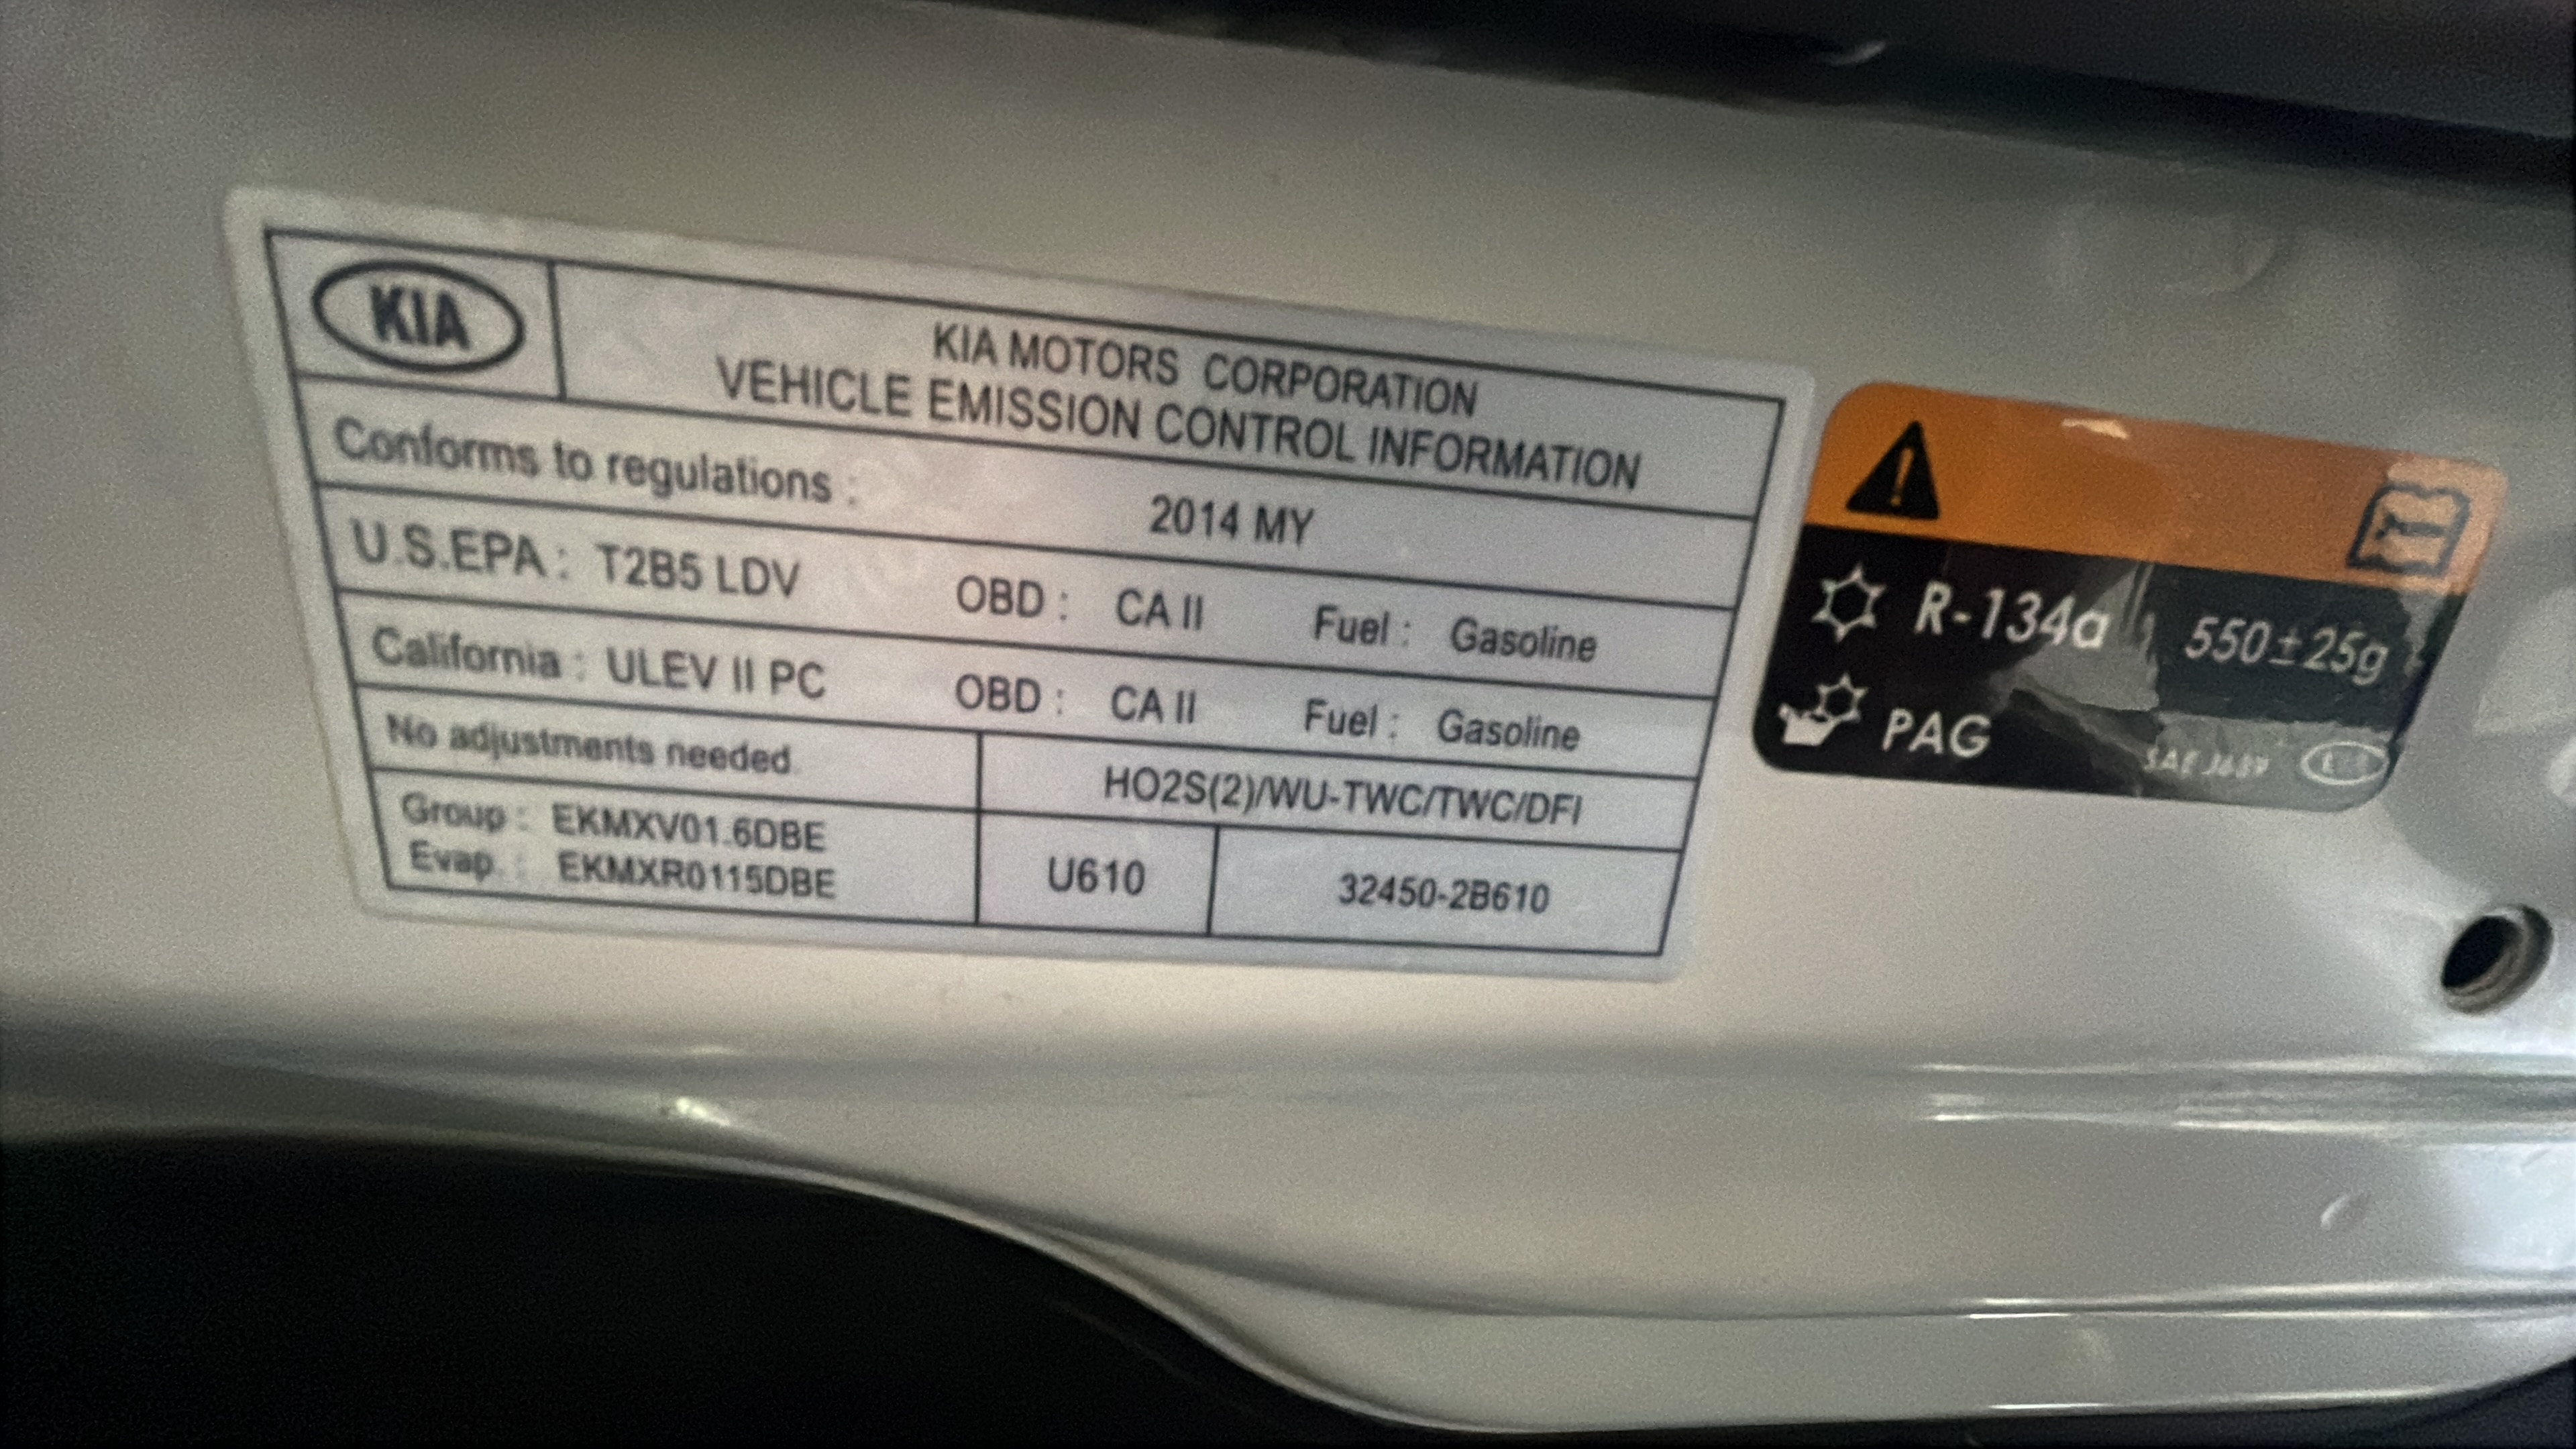 KIA
KIA MOTORS CORPORATION
VEHICLE EMISSION CONTROL INFORMATION
Conforms to regulations : 2014 MY
U.S.EPA : T2B5 LDV OBD : CA II Fuel : Gasoline
California : ULEV II PC OBD : CA II Fuel : Gasoline
No adjustments needed.
HO2S(2)/WU-TWC/TWC/DFI
Group : EKMXV01.6DBE
Evap. : EKMXR0115DBE
U610
32450-2B610
R-134a 550±25g
PAG
SAE J639